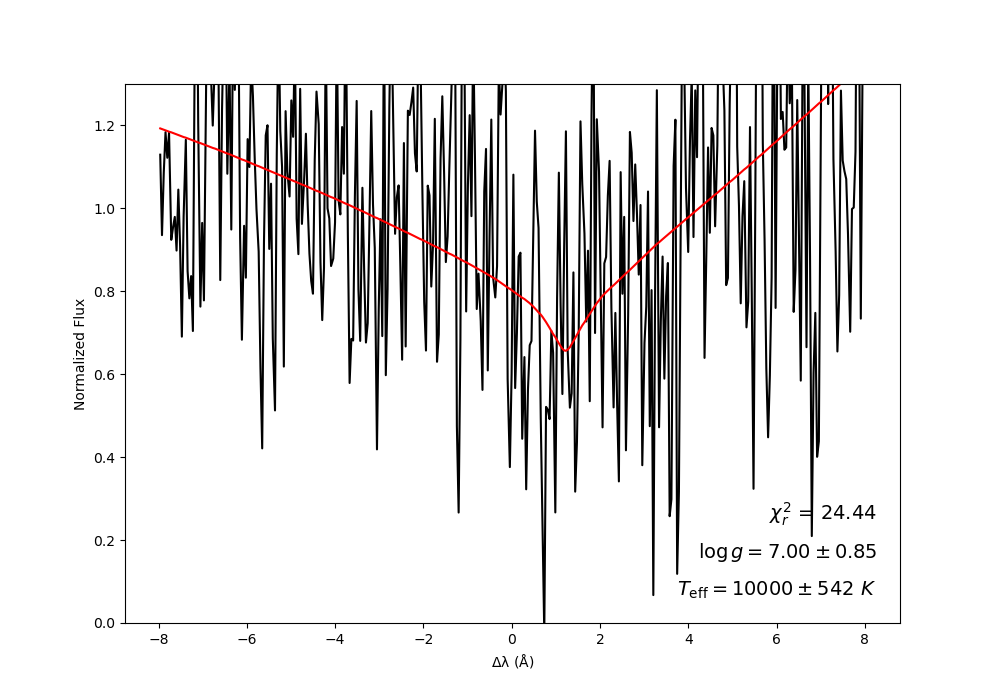 Normalized Flux
1.2
1.0
0.8
0.6
0.4
0.2
0.0
χ²ᵣ = 24.44
log g = 7.00 ± 0.85
T_eff = 10000 ± 542 K
−8 −6 −4 −2 0 2 4 6 8
Δλ (Å)